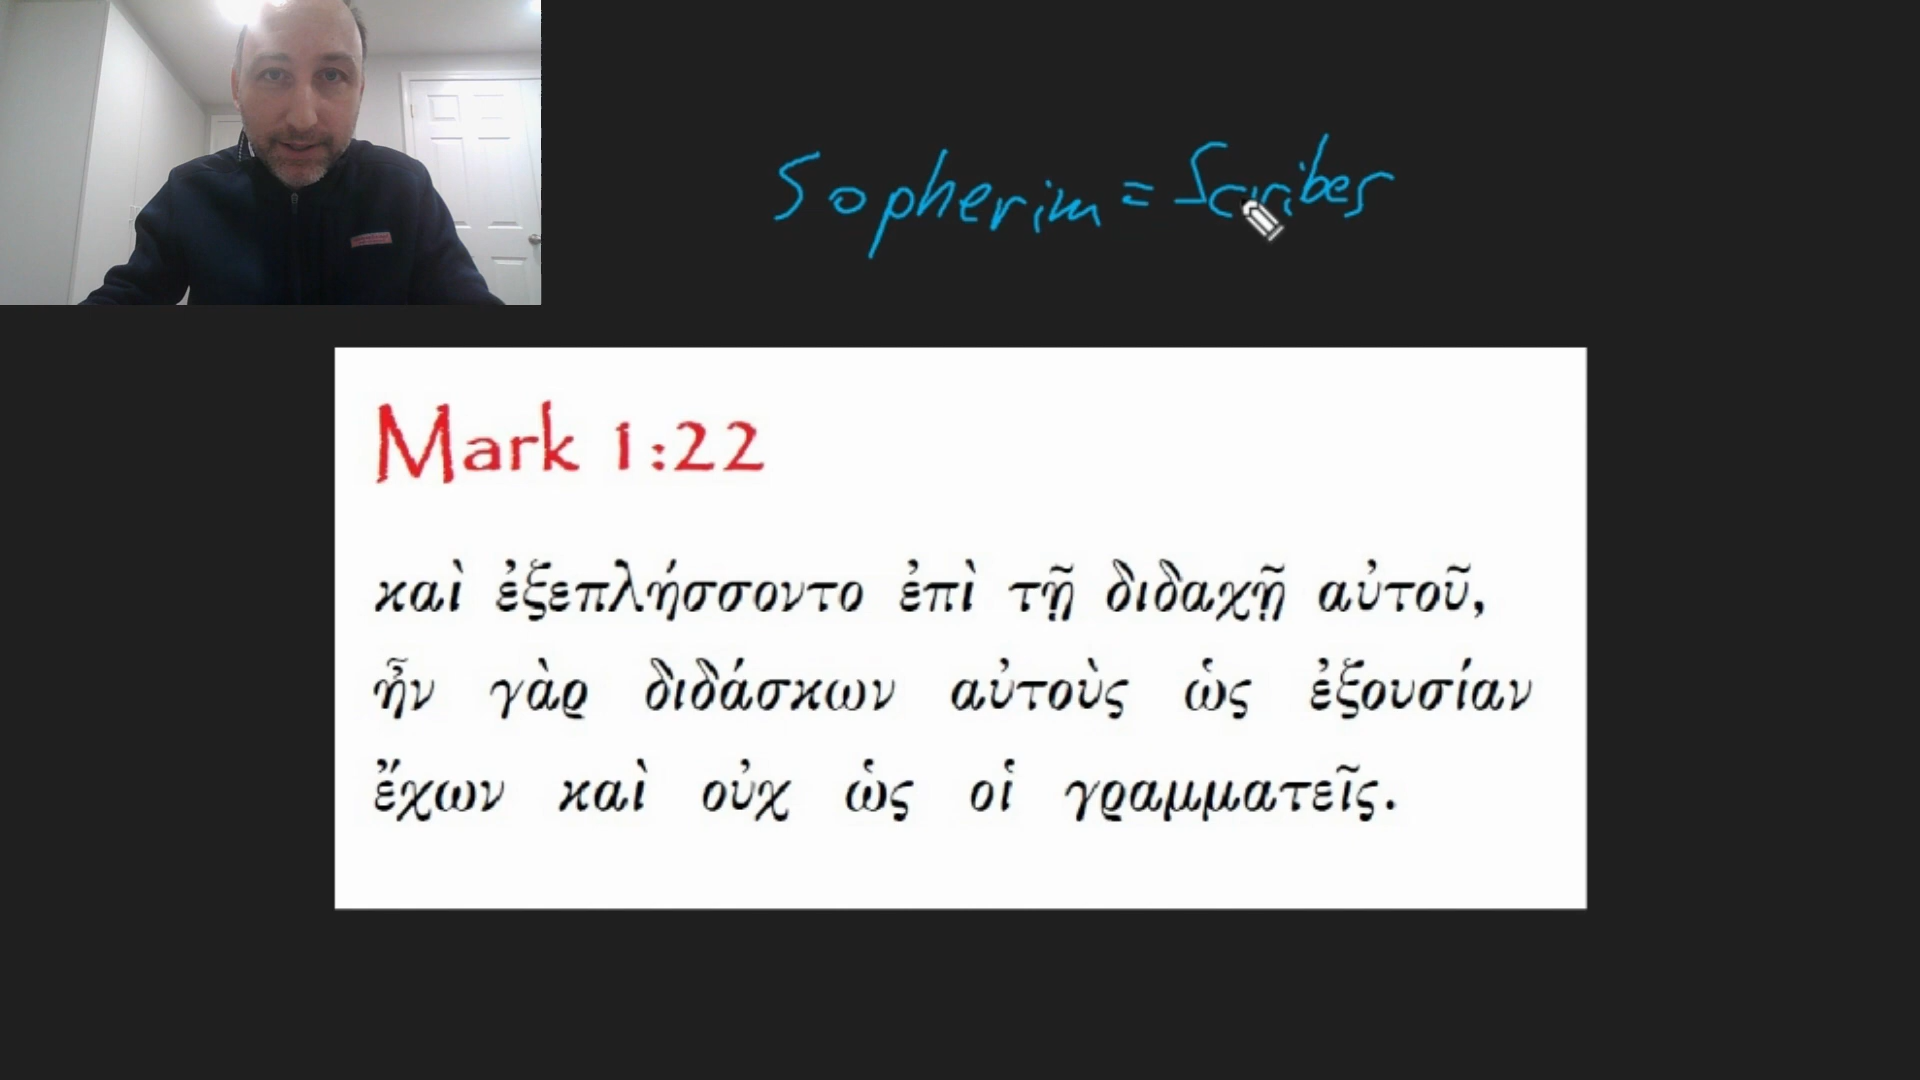 Sopherim = Scribes
Mark 1:22
καὶ ἐξεπλήσσοντο ἐπὶ τῇ διδαχῇ αὐτοῦ,
ἦν γὰρ διδάσκων αὐτοὺς ὡς ἐξουσίαν
ἔχων καὶ οὐχ ὡς οἱ γραμματεῖς.